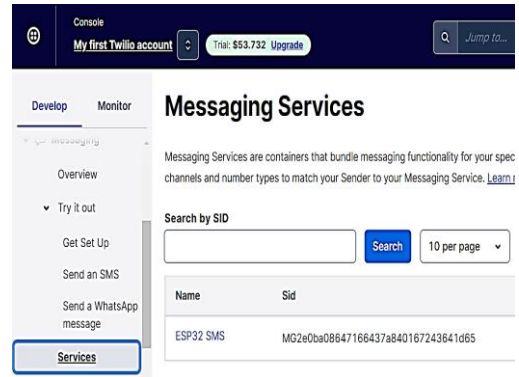 Console
My first Twilio account
Trial: $53.732 Upgrade
Jump to...
Develop Monitor
Messaging
Overview
Try it out
Get Set Up
Send an SMS
Send a WhatsApp
message
Services
Messaging Services
Messaging Services are containers that bundle messaging functionality for your spec
channels and number types to match your Sender to your Messaging Service. Learn
Search by SID
Search 10 per page
Name Sid
ESP32 SMS MG2e0ba08647166437a840167243641d65